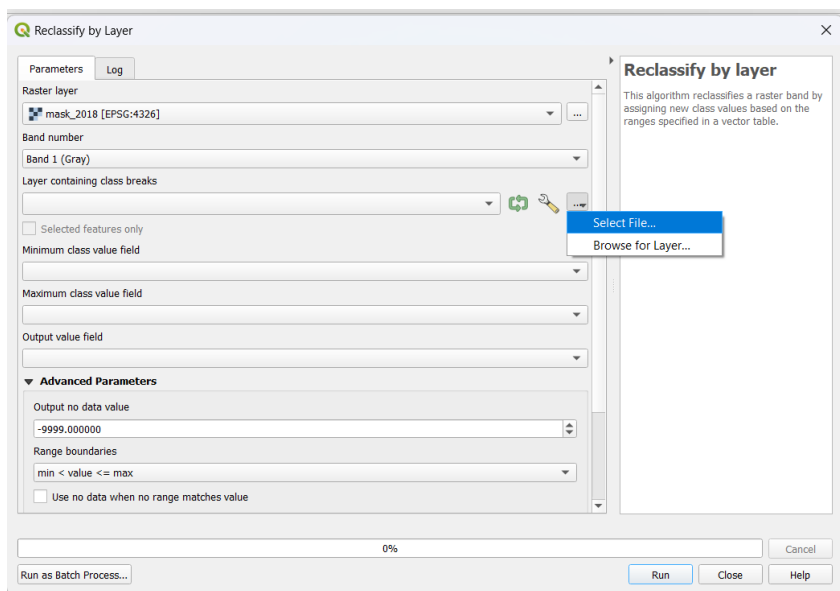 Reclassify by Layer
Parameters
Log
Raster layer
mask_2018 [EPSG:4326]
...
Band number
Band 1 (Gray)
Layer containing class breaks
...
Select File...
Browse for Layer...
Selected features only
Minimum class value field
Maximum class value field
Output value field
Advanced Parameters
Output no data value
-9999.000000
Range boundaries
min < value <= max
Use no data when no range matches value
Reclassify by layer
This algorithm reclassifies a raster band by
assigning new class values based on the
ranges specified in a vector table.
0%
Cancel
Run as Batch Process...
Run
Close
Help